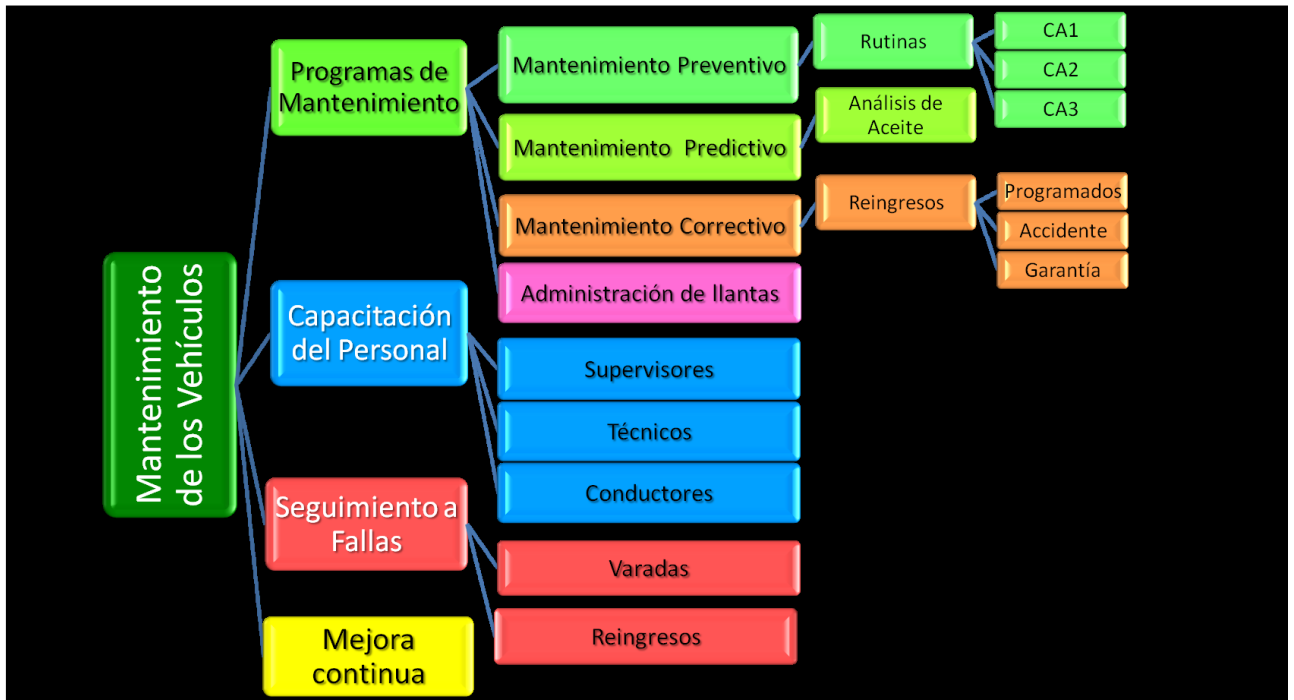 Mantenimiento
de los Vehículos
Programas de
Mantenimiento
Mantenimiento Preventivo
Rutinas
CA1
CA2
CA3
Mantenimiento Predictivo
Análisis de
Aceite
Mantenimiento Correctivo
Reingresos
Programados
Accidente
Garantía
Administración de llantas
Capacitación
del Personal
Supervisores
Técnicos
Conductores
Seguimiento a
Fallas
Varadas
Reingresos
Mejora
continua